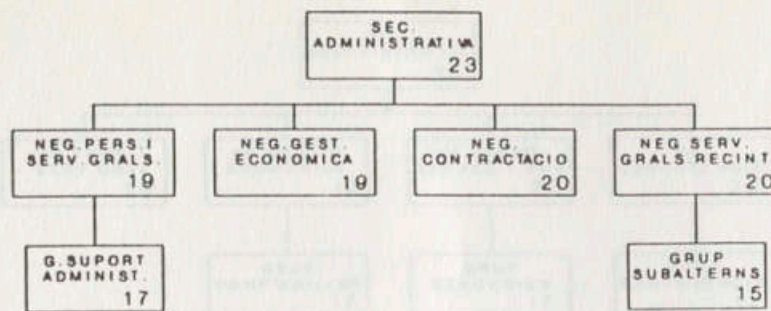 SEC.
ADMINISTRATIVA
23
NEG.PERS.I
SERV.GRALS.
19
NEG.GEST.
ECONOMICA
19
NEG.
CONTRACTACIO
20
NEG.SERV.
GRALS.RECINT
20
G.SUPORT
ADMINIST.
17
GRUP
SUBALTERNS
15